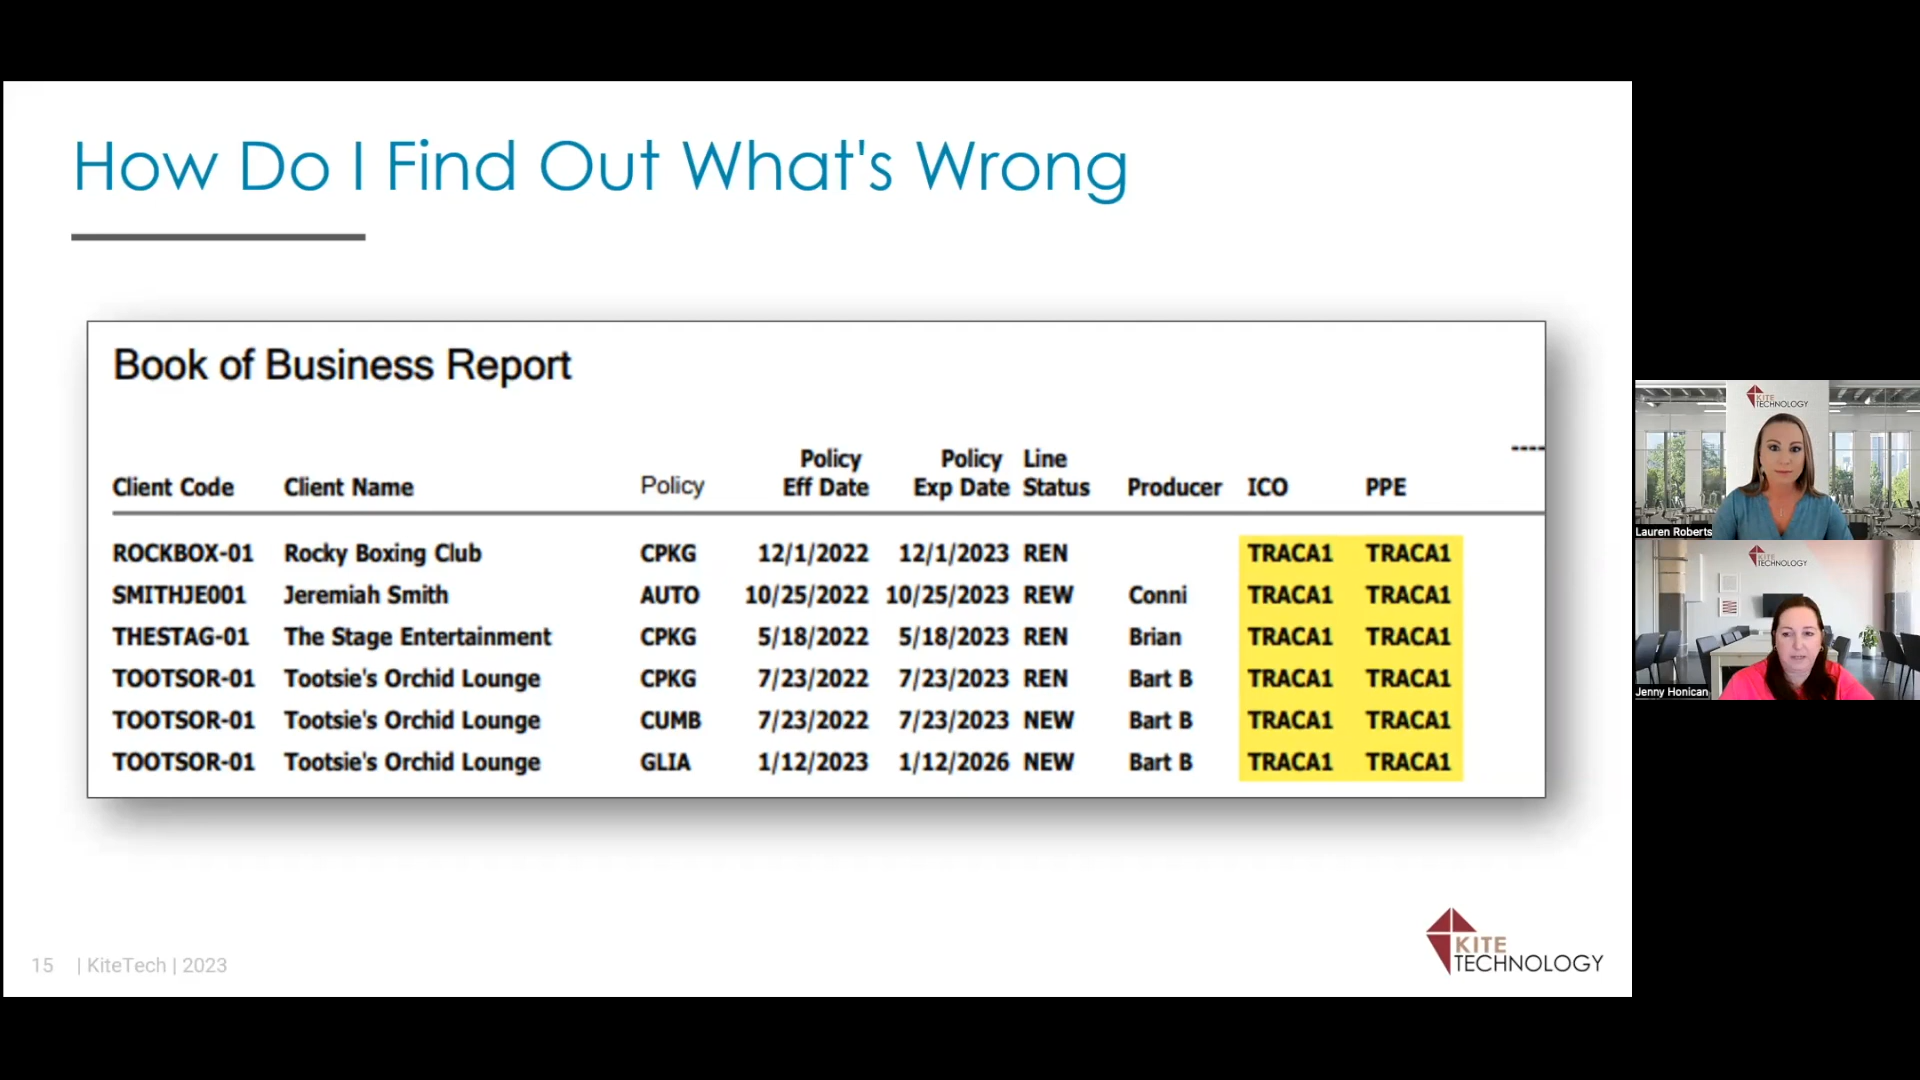 How Do I Find Out What's Wrong
Book of Business Report
Client Code Client Name Policy Policy Eff Date Policy Exp Date Line Status Producer ICO PPE
ROCKBOX-01 Rocky Boxing Club CPKG 12/1/2022 12/1/2023 REN TRACA1 TRACA1
SMITHJE001 Jeremiah Smith AUTO 10/25/2022 10/25/2023 REW Conni TRACA1 TRACA1
THESTAG-01 The Stage Entertainment CPKG 5/18/2022 5/18/2023 REN Brian TRACA1 TRACA1
TOOTSOR-01 Tootsie's Orchid Lounge CPKG 7/23/2022 7/23/2023 REN Bart B TRACA1 TRACA1
TOOTSOR-01 Tootsie's Orchid Lounge CUMB 7/23/2022 7/23/2023 NEW Bart B TRACA1 TRACA1
TOOTSOR-01 Tootsie's Orchid Lounge GLIA 1/12/2023 1/12/2026 NEW Bart B TRACA1 TRACA1
15 | KiteTech | 2023
KITE
TECHNOLOGY
KITE
TECHNOLOGY
Lauren Roberts
KITE
TECHNOLOGY
Jenny Honican